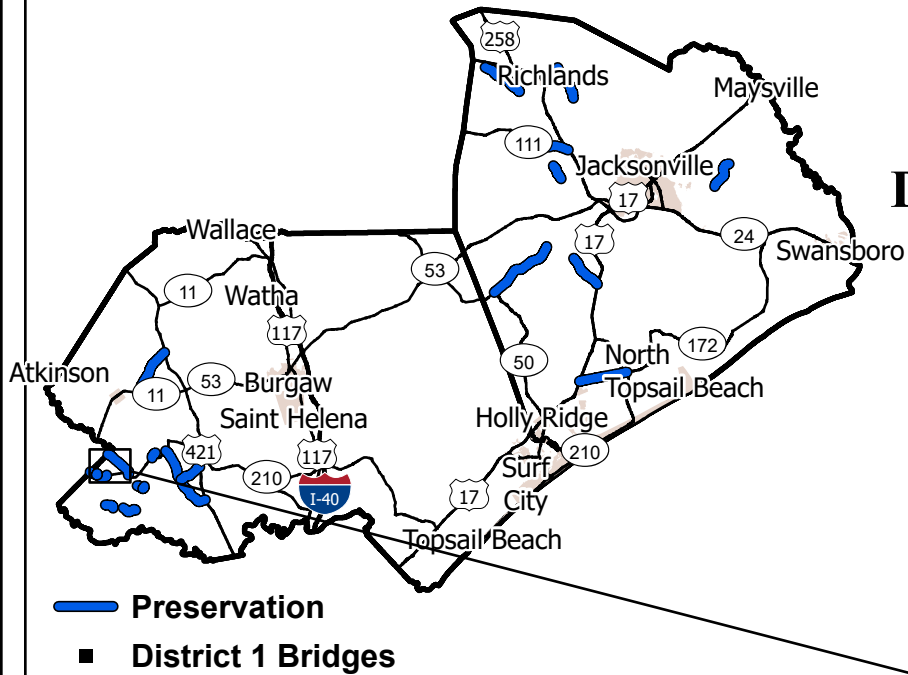 258
Richlands
Maysville
111
Jacksonville
17
D
17
24
Swansboro
Wallace
53
11
Watha
117
50
172
North
Topsail Beach
Atkinson
11
53
Burgaw
Saint Helena
Holly Ridge
421
117
210
210
Surf
City
I-40
17
Topsail Beach
Preservation
District 1 Bridges